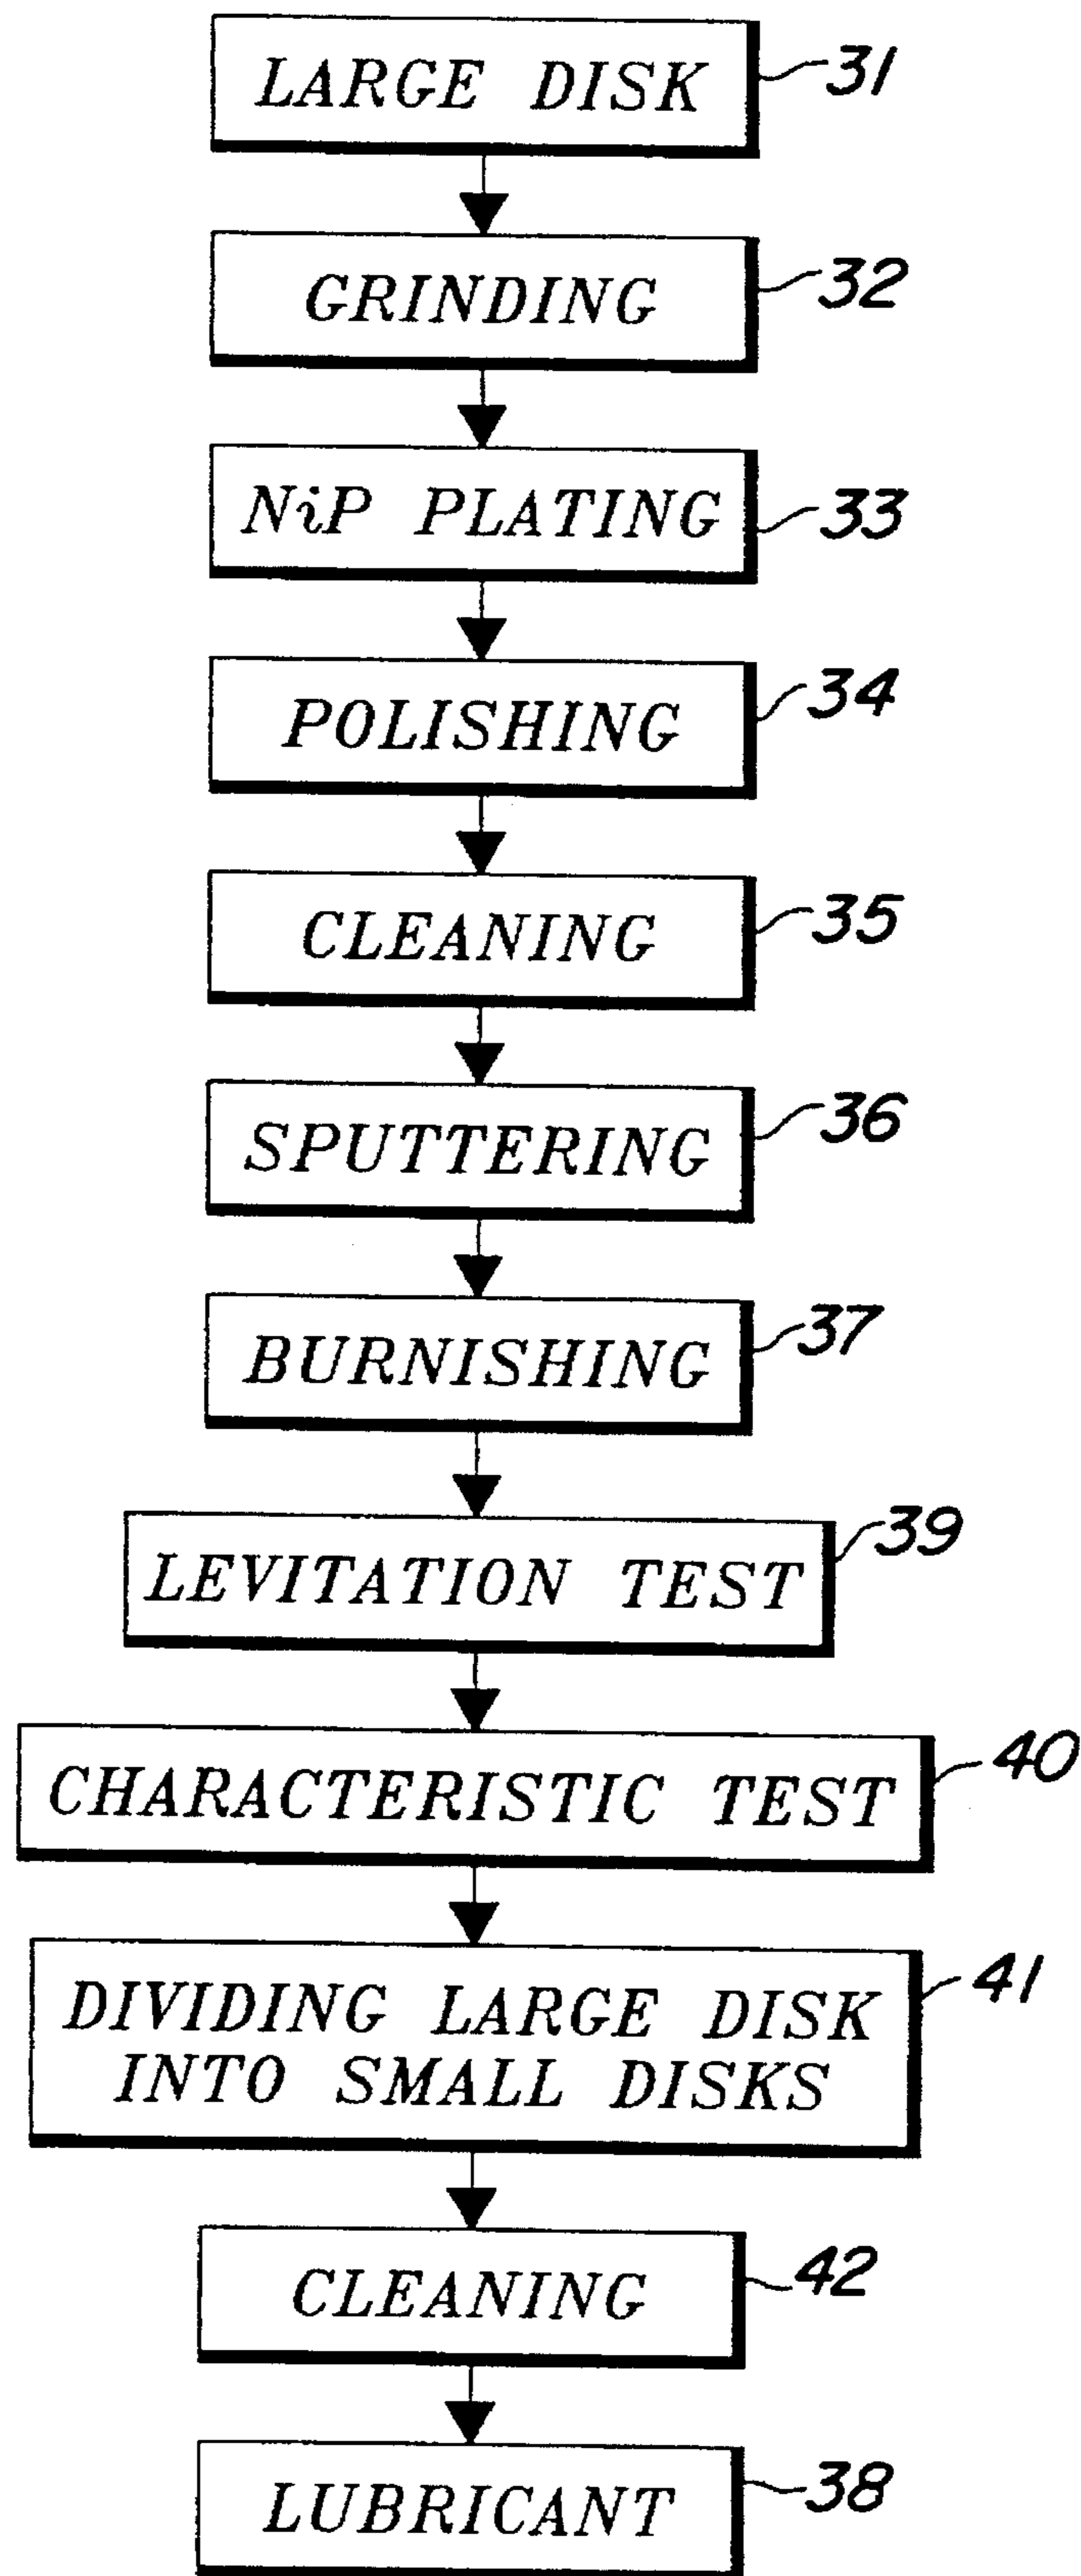 LARGE DISK 31
GRINDING 32
NiP PLATING 33
POLISHING 34
CLEANING 35
SPUTTERING 36
BURNISHING 37
LEVITATION TEST 39
CHARACTERISTIC TEST 40
DIVIDING LARGE DISK 41
INTO SMALL DISKS
CLEANING 42
LUBRICANT 38